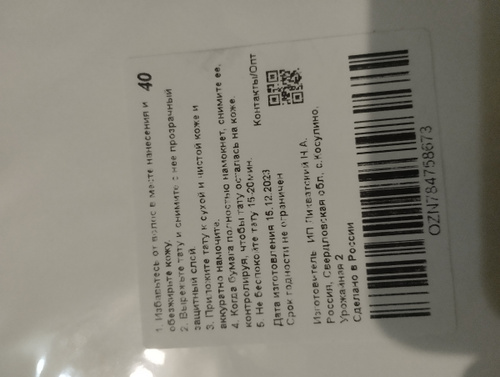 40
1. Избавьтесь от волос в месте нанесения и
обезжирьте кожу.
2. Вырежьте тату и снимите с нее прозрачный
защитный слой.
3. Приложите тату к сухой и чистой коже и
аккуратно намочите.
4. Когда бумага полностью намокнет, снимите ее,
контролируя, чтобы тату осталась на коже.
5. Не беспокойте тату 15-20мин.
Контакты/Опт
Дата изготовления 15.12.2023
Срок годности не ограничен
Изготовитель ИП Пиватский Н.А.
Россия, Свердловская обл, с.Косулино,
Урожайная 2
Сделано в России
OZN784758673